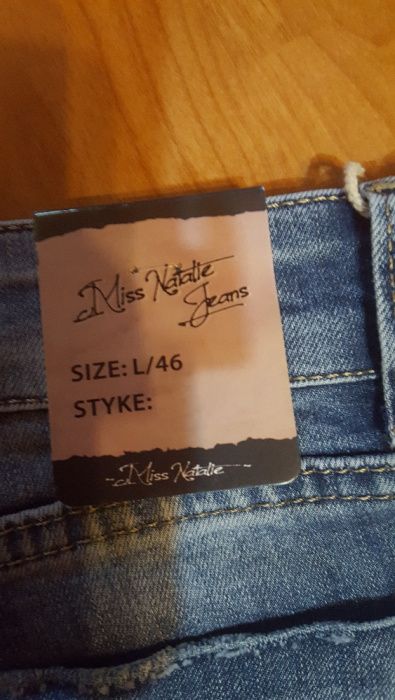 Miss Natalie
Jeans
SIZE: L/46
STYKE:
Miss Natalie